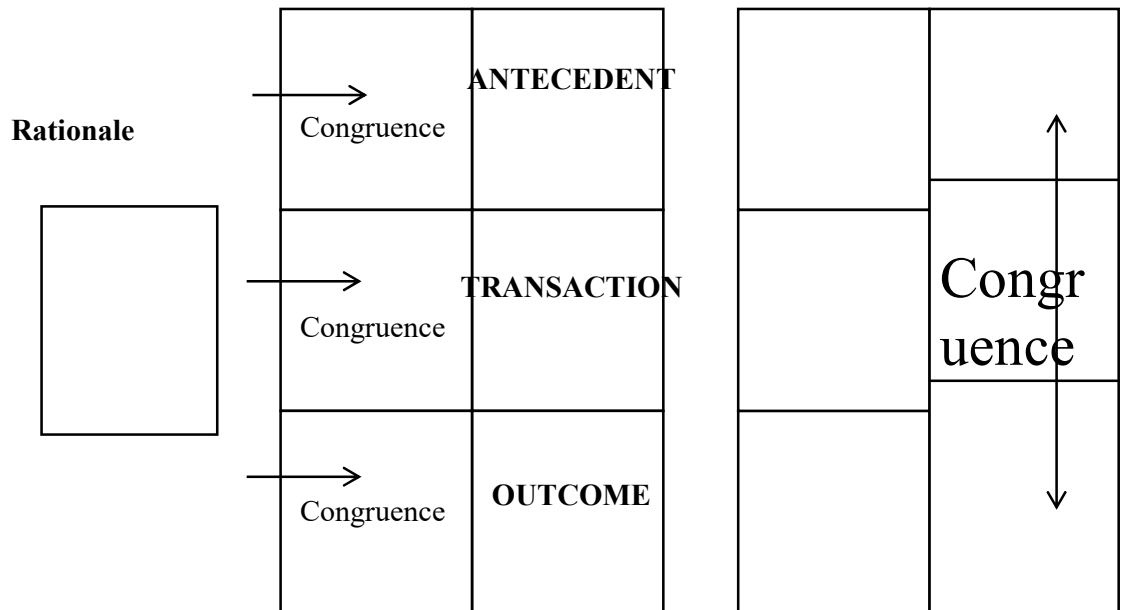 ANTECEDENT
Congruence
Rationale
TRANSACTION
Congruence
Congr
uence
OUTCOME
Congruence